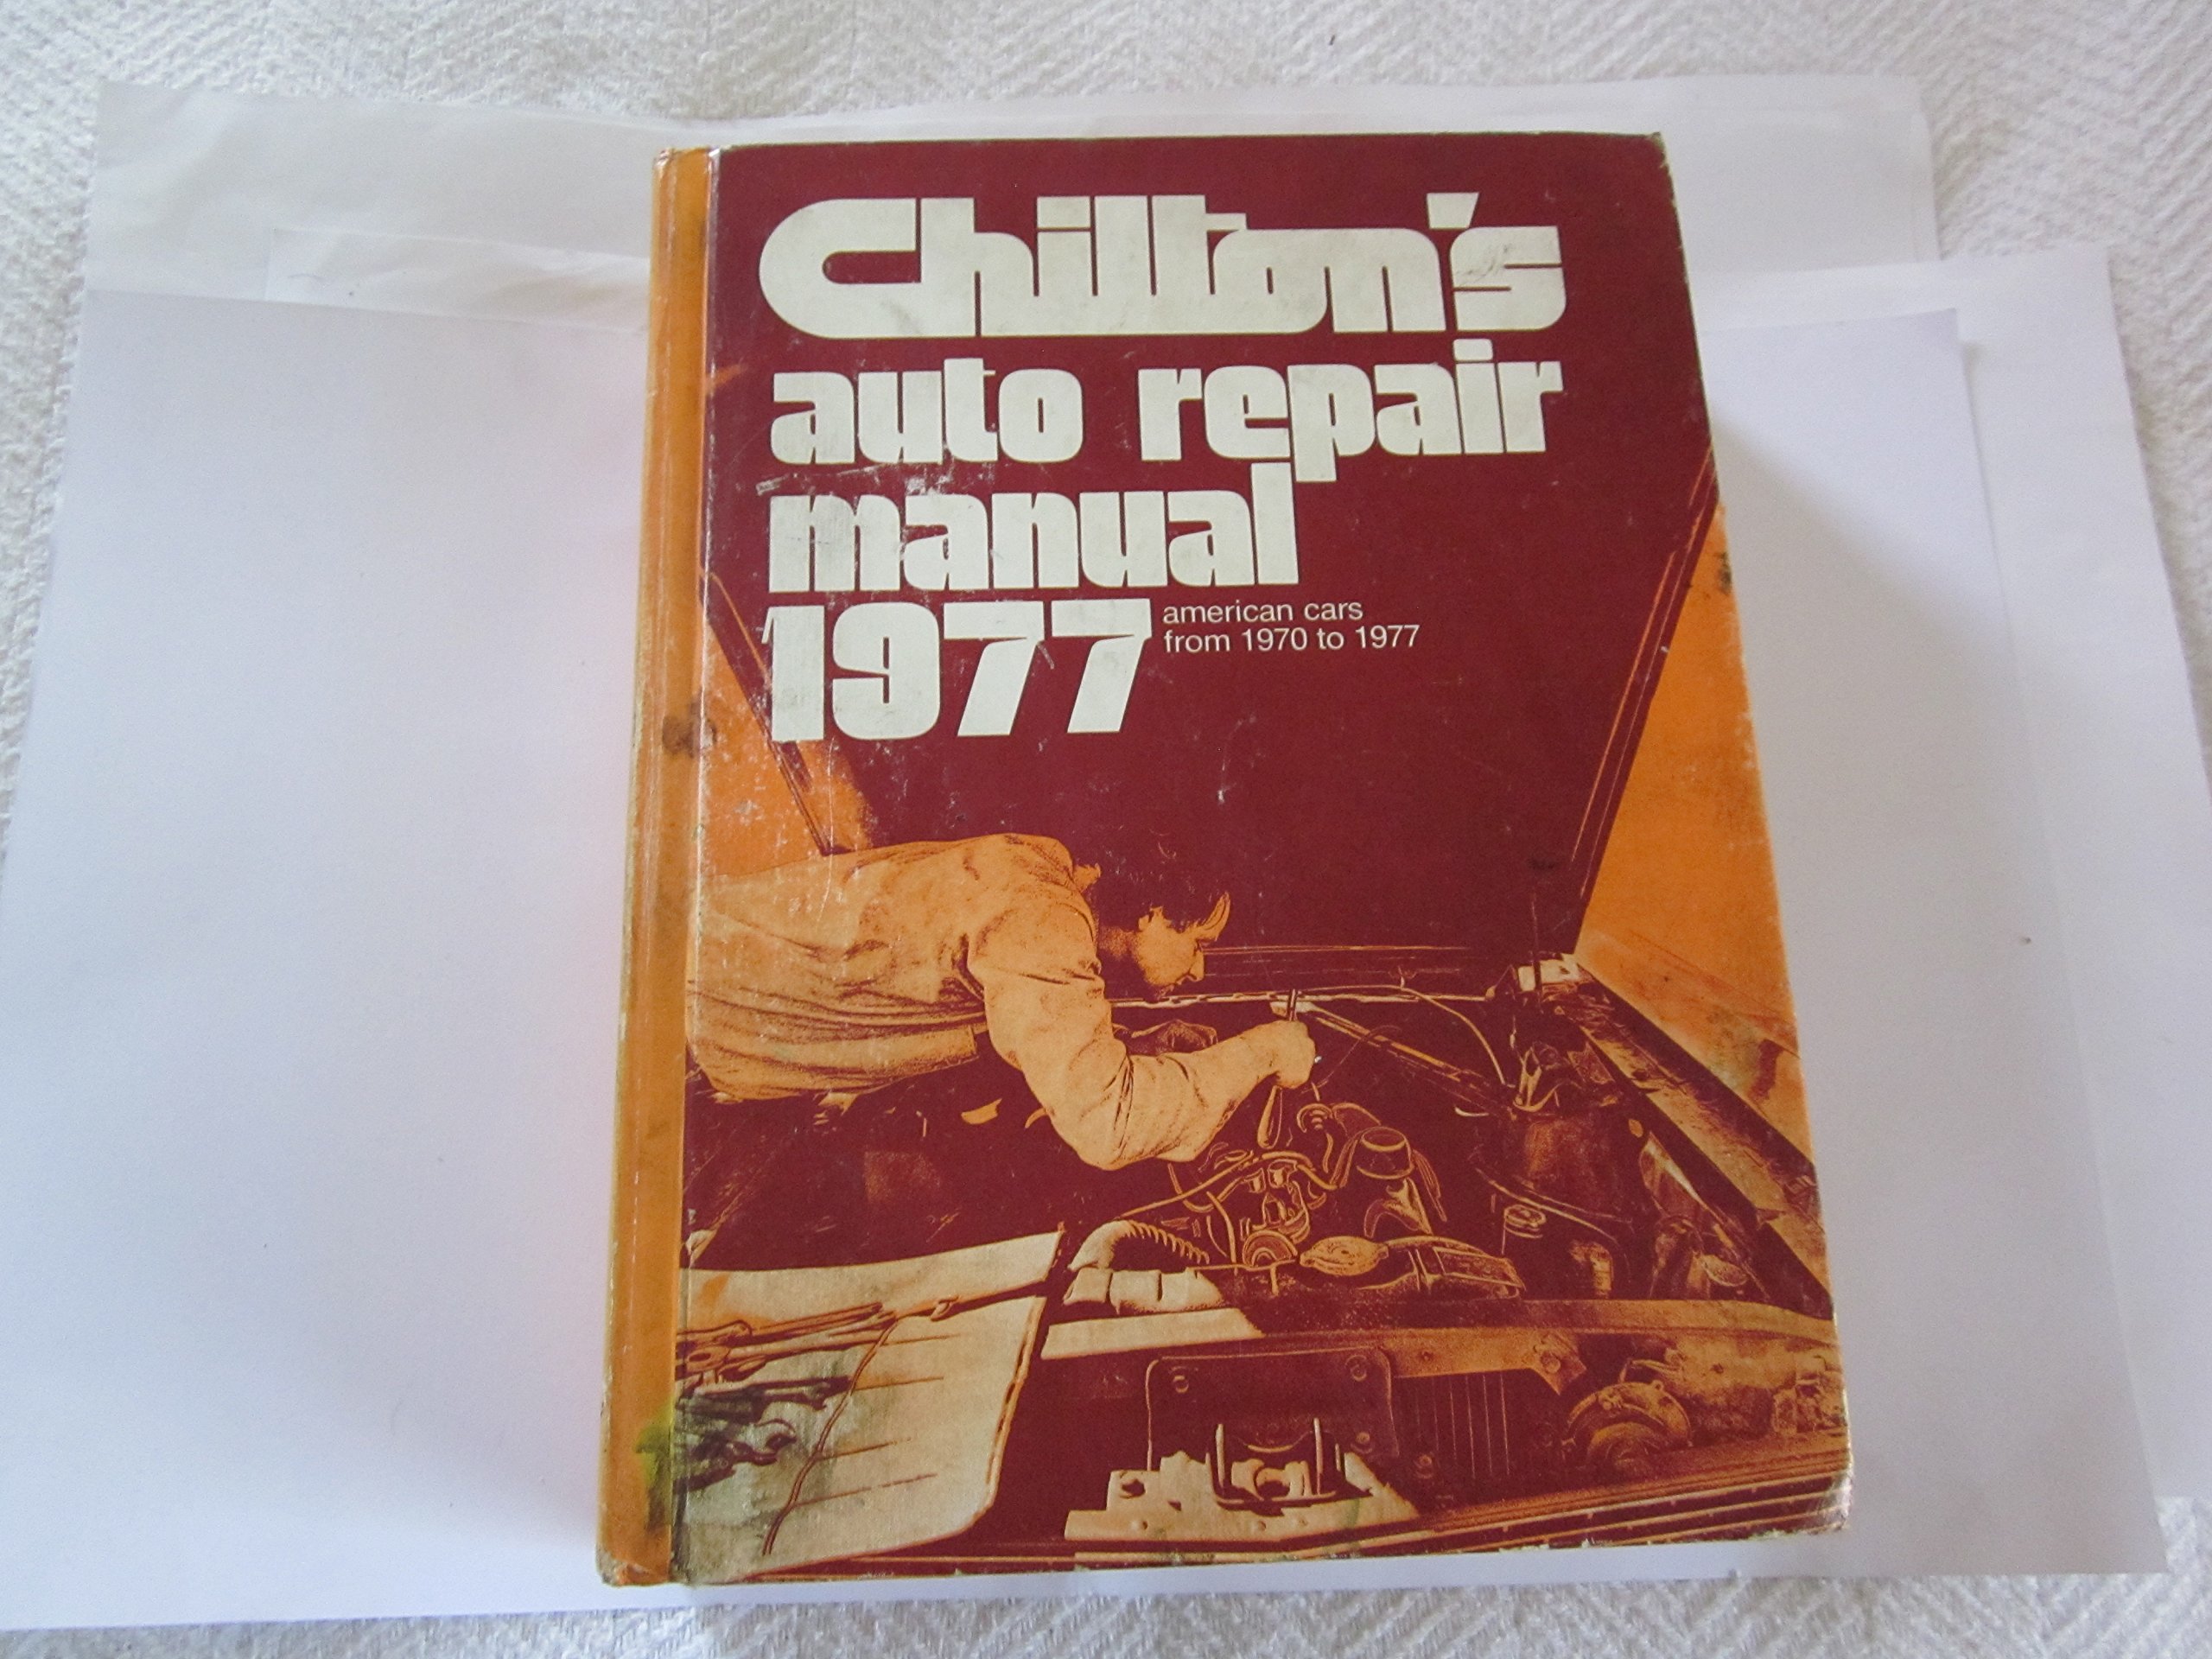 Chilton's
auto repair
manual
1977
american cars
from 1970 to 1977